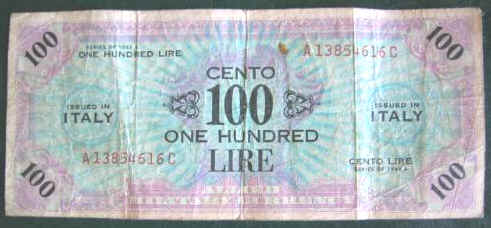 100
100
SERIES OF 1943 A
ONE HUNDRED LIRE
A13854616C
CENTO
ISSUED IN
ITALY
100
ISSUED IN
ITALY
ONE HUNDRED
A13854616C
LIRE
CENTO LIRE
SERIES OF 1943 A
100
100